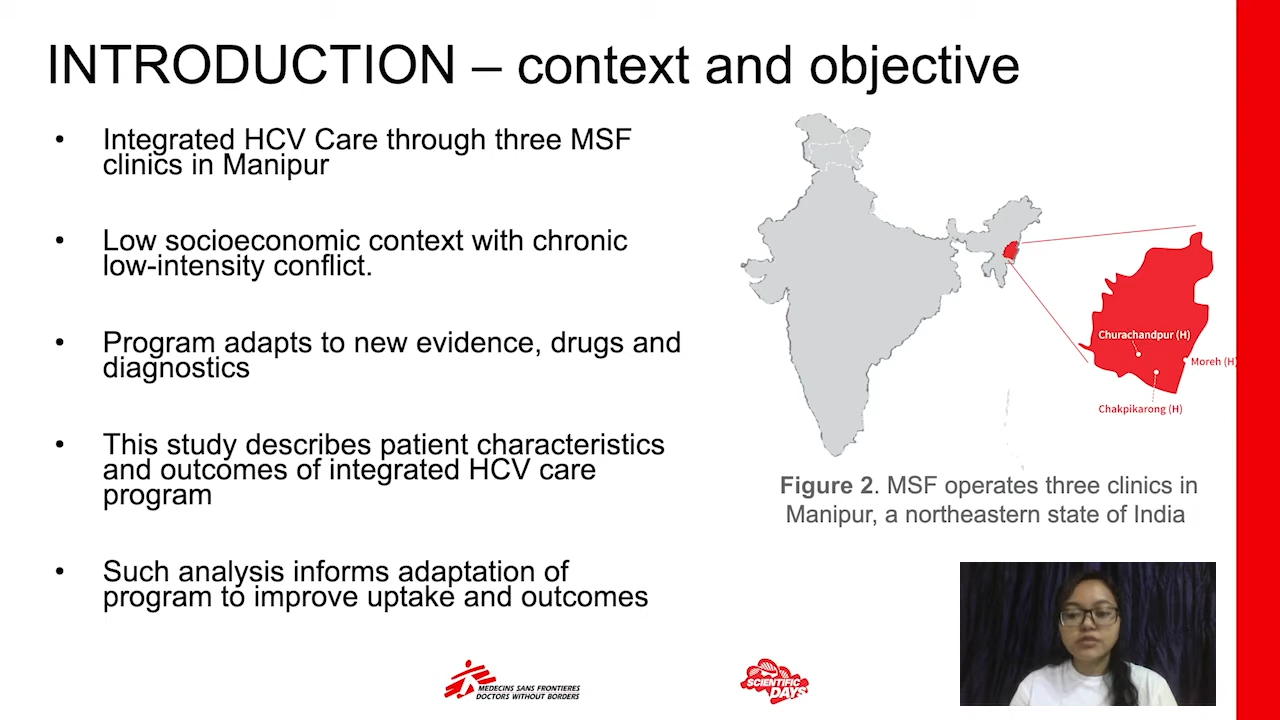 INTRODUCTION – context and objective
• Integrated HCV Care through three MSF
clinics in Manipur
• Low socioeconomic context with chronic
low-intensity conflict.
• Program adapts to new evidence, drugs and
diagnostics
• This study describes patient characteristics
and outcomes of integrated HCV care
program
• Such analysis informs adaptation of
program to improve uptake and outcomes
Churachandpur (H)
Moreh (H)
Chakpikarong (H)
Figure 2. MSF operates three clinics in
Manipur, a northeastern state of India
MEDECINS SANS FRONTIERES
DOCTORS WITHOUT BORDERS
SCIENTIFIC
DAYS